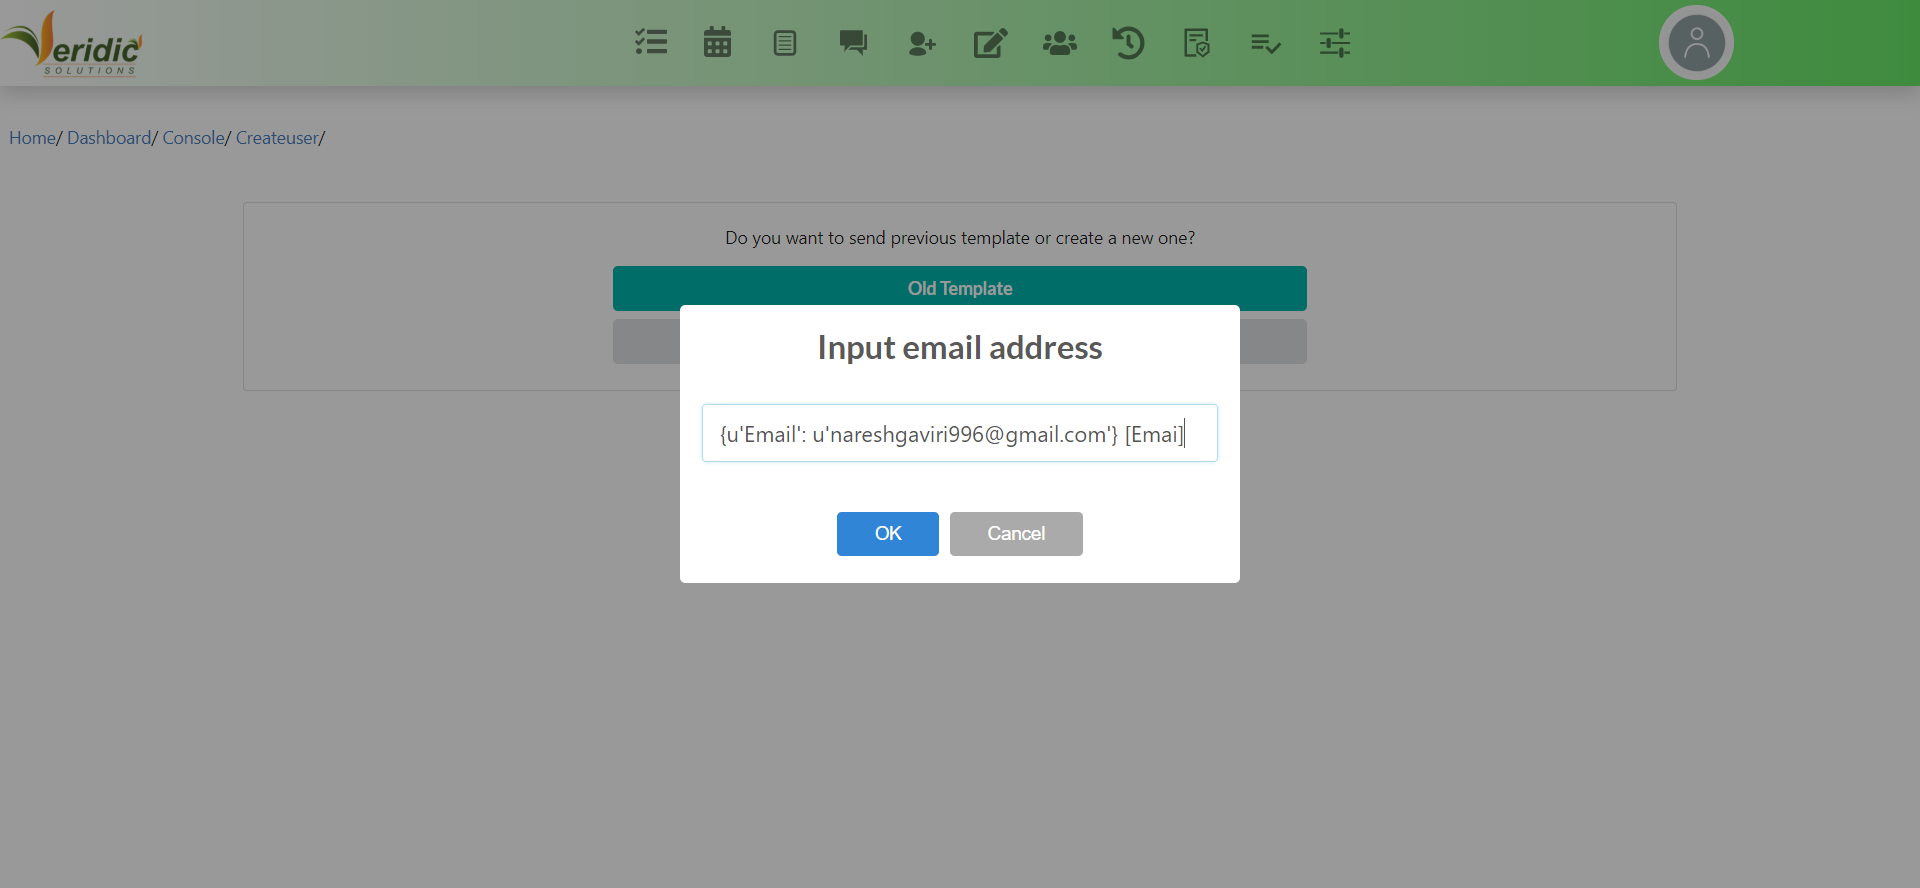 Veridic
SOLUTIONS
Home/ Dashboard/ Console/ Createuser/
Do you want to send previous template or create a new one?
Old Template
Input email address
{u'Email': u'nareshgaviri996@gmail.com'} [Emai]
OK
Cancel